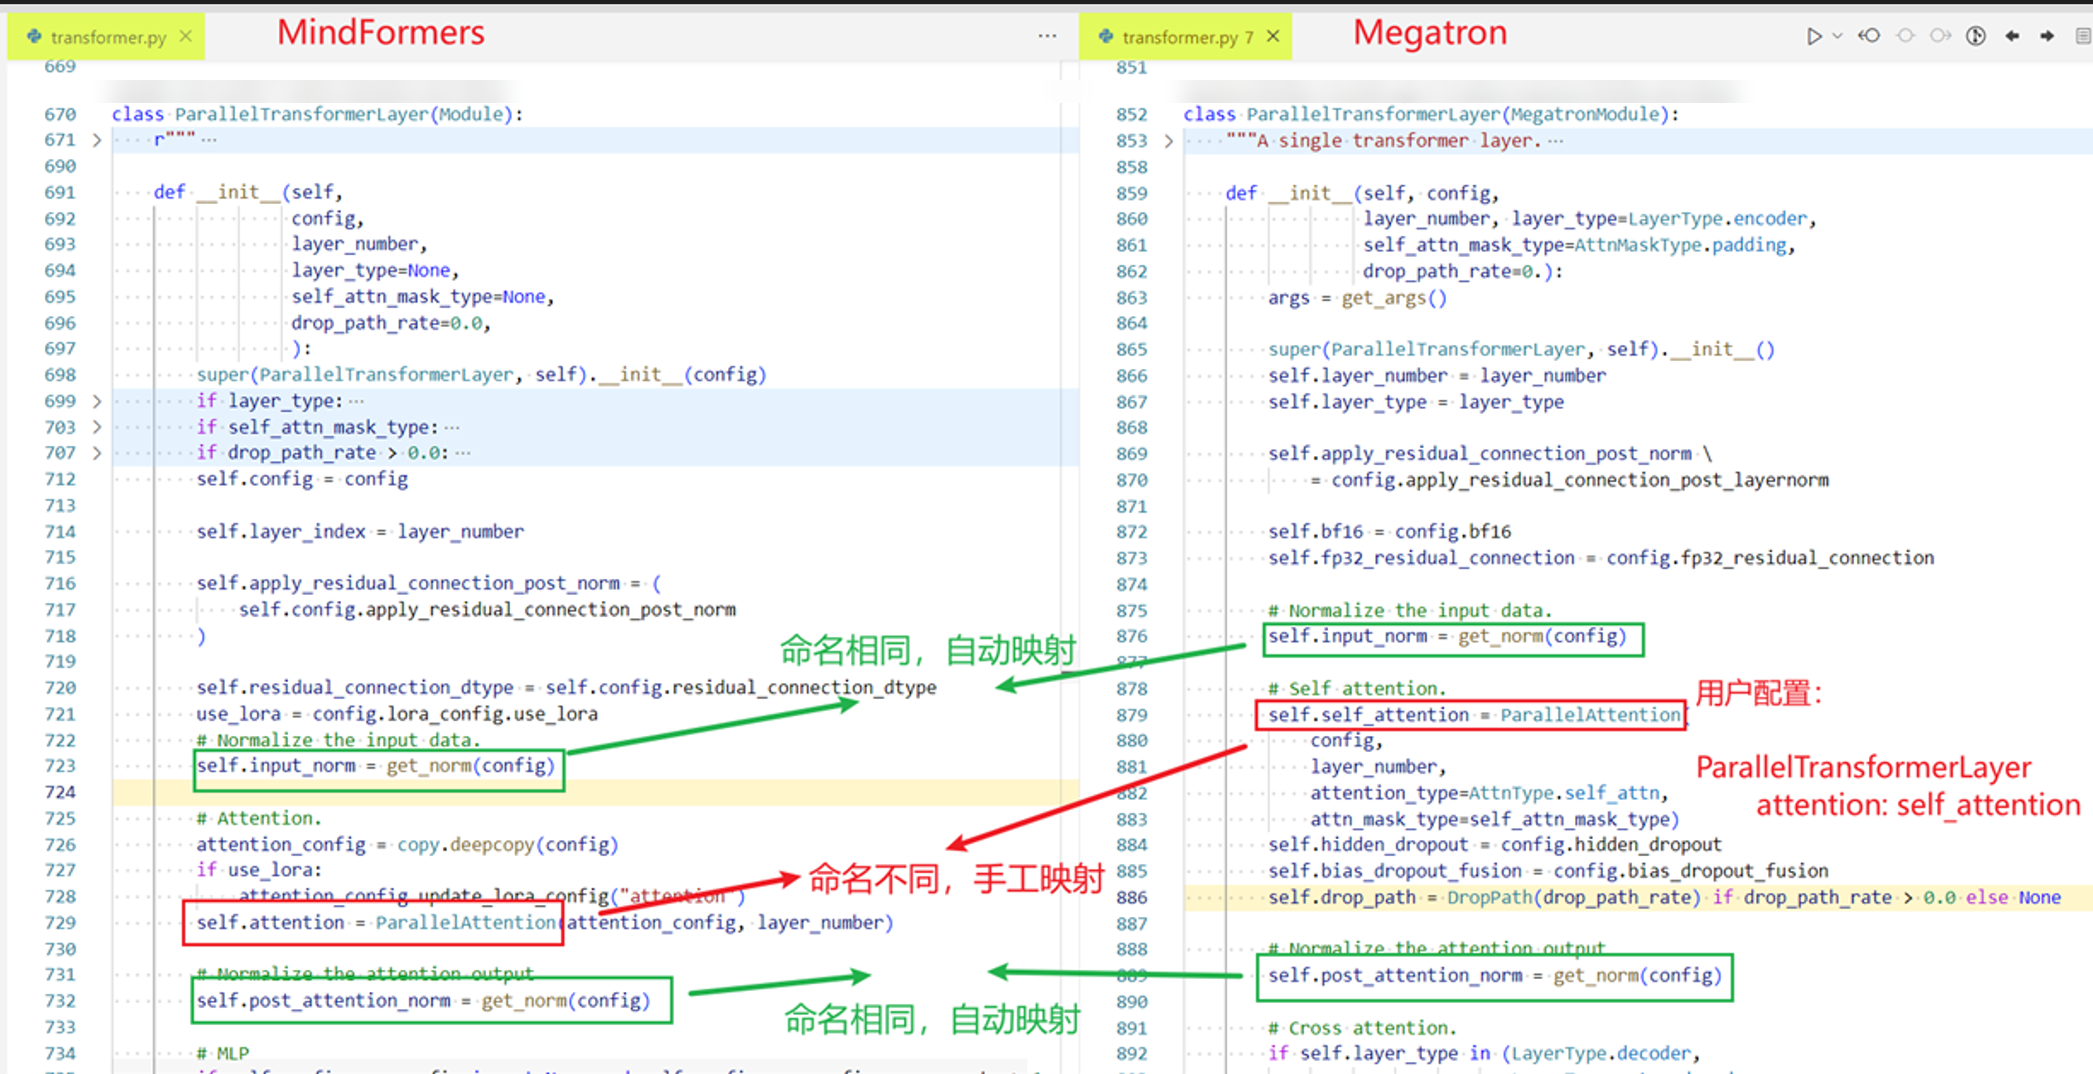 transformer.py
MindFormers
669
670 class ParallelTransformerLayer(Module):
671 r""" ···
690
691 def __init__(self,
692 config,
693 layer_number,
694 layer_type=None,
695 self_attn_mask_type=None,
696 drop_path_rate=0.0,
697 ):
698 super(ParallelTransformerLayer, self).__init__(config)
699 if layer_type: ···
703 if self_attn_mask_type: ···
707 if drop_path_rate > 0.0: ···
712 self.config = config
713
714 self.layer_index = layer_number
715
716 self.apply_residual_connection_post_norm = (
717 self.config.apply_residual_connection_post_norm
718 )
719
720 self.residual_connection_dtype = self.config.residual_connection_dtype
721 use_lora = config.lora_config.use_lora
722 # Normalize the input data.
723 self.input_norm = get_norm(config)
724
725 # Attention.
726 attention_config = copy.deepcopy(config)
727 if use_lora:
728 attention_config.update_lora_config("attention")
729 self.attention = ParallelAttention(attention_config, layer_number)
730
731 # Normalize the attention output
732 self.post_attention_norm = get_norm(config)
733
734 # MLP
命名相同，自动映射
命名不同，手工映射
命名相同，自动映射
transformer.py 7
Megatron
851
852 class ParallelTransformerLayer(MegatronModule):
853 """A single transformer layer. ···
858
859 def __init__(self, config,
860 layer_number, layer_type=LayerType.encoder,
861 self_attn_mask_type=AttnMaskType.padding,
862 drop_path_rate=0.):
863 args = get_args()
864
865 super(ParallelTransformerLayer, self).__init__()
866 self.layer_number = layer_number
867 self.layer_type = layer_type
868
869 self.apply_residual_connection_post_norm \
870 = config.apply_residual_connection_post_layernorm
871
872 self.bf16 = config.bf16
873 self.fp32_residual_connection = config.fp32_residual_connection
874
875 # Normalize the input data.
876 self.input_norm = get_norm(config)
877
878 # Self attention.
879 self.self_attention = ParallelAttention(
880 config,
881 layer_number,
882 attention_type=AttnType.self_attn,
883 attn_mask_type=self_attn_mask_type)
884 self.hidden_dropout = config.hidden_dropout
885 self.bias_dropout_fusion = config.bias_dropout_fusion
886 self.drop_path = DropPath(drop_path_rate) if drop_path_rate > 0.0 else None
887
888 # Normalize the attention output
889 self.post_attention_norm = get_norm(config)
890
891 # Cross attention.
892 if self.layer_type in (LayerType.decoder,
用户配置：
ParallelTransformerLayer
attention: self_attention